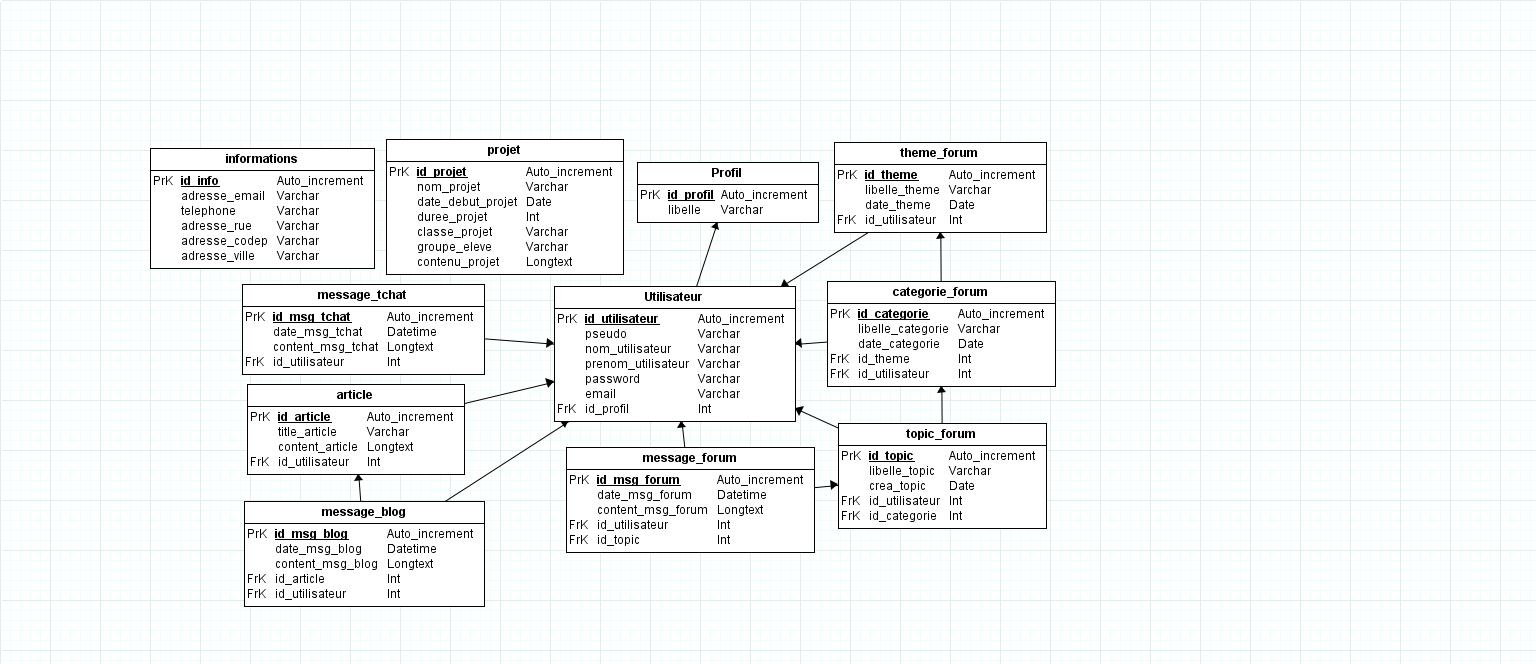 informations
PrK id_info Auto_increment
adresse_email Varchar
telephone Varchar
adresse_rue Varchar
adresse_codep Varchar
adresse_ville Varchar
projet
PrK id_projet Auto_increment
nom_projet Varchar
date_debut_projet Date
duree_projet Int
classe_projet Varchar
groupe_eleve Varchar
contenu_projet Longtext
Profil
PrK id_profil Auto_increment
libelle Varchar
theme_forum
PrK id_theme Auto_increment
libelle_theme Varchar
date_theme Date
FrK id_utilisateur Int
message_tchat
PrK id_msg_tchat Auto_increment
date_msg_tchat Datetime
content_msg_tchat Longtext
FrK id_utilisateur Int
Utilisateur
PrK id_utilisateur Auto_increment
pseudo Varchar
nom_utilisateur Varchar
prenom_utilisateur Varchar
password Varchar
email Varchar
FrK id_profil Int
categorie_forum
PrK id_categorie Auto_increment
libelle_categorie Varchar
date_categorie Date
FrK id_theme Int
FrK id_utilisateur Int
article
PrK id_article Auto_increment
title_article Varchar
content_article Longtext
FrK id_utilisateur Int
message_forum
PrK id_msg_forum Auto_increment
date_msg_forum Datetime
content_msg_forum Longtext
FrK id_utilisateur Int
FrK id_topic Int
topic_forum
PrK id_topic Auto_increment
libelle_topic Varchar
crea_topic Date
FrK id_utilisateur Int
FrK id_categorie Int
message_blog
PrK id_msg_blog Auto_increment
date_msg_blog Datetime
content_msg_blog Longtext
FrK id_article Int
FrK id_utilisateur Int